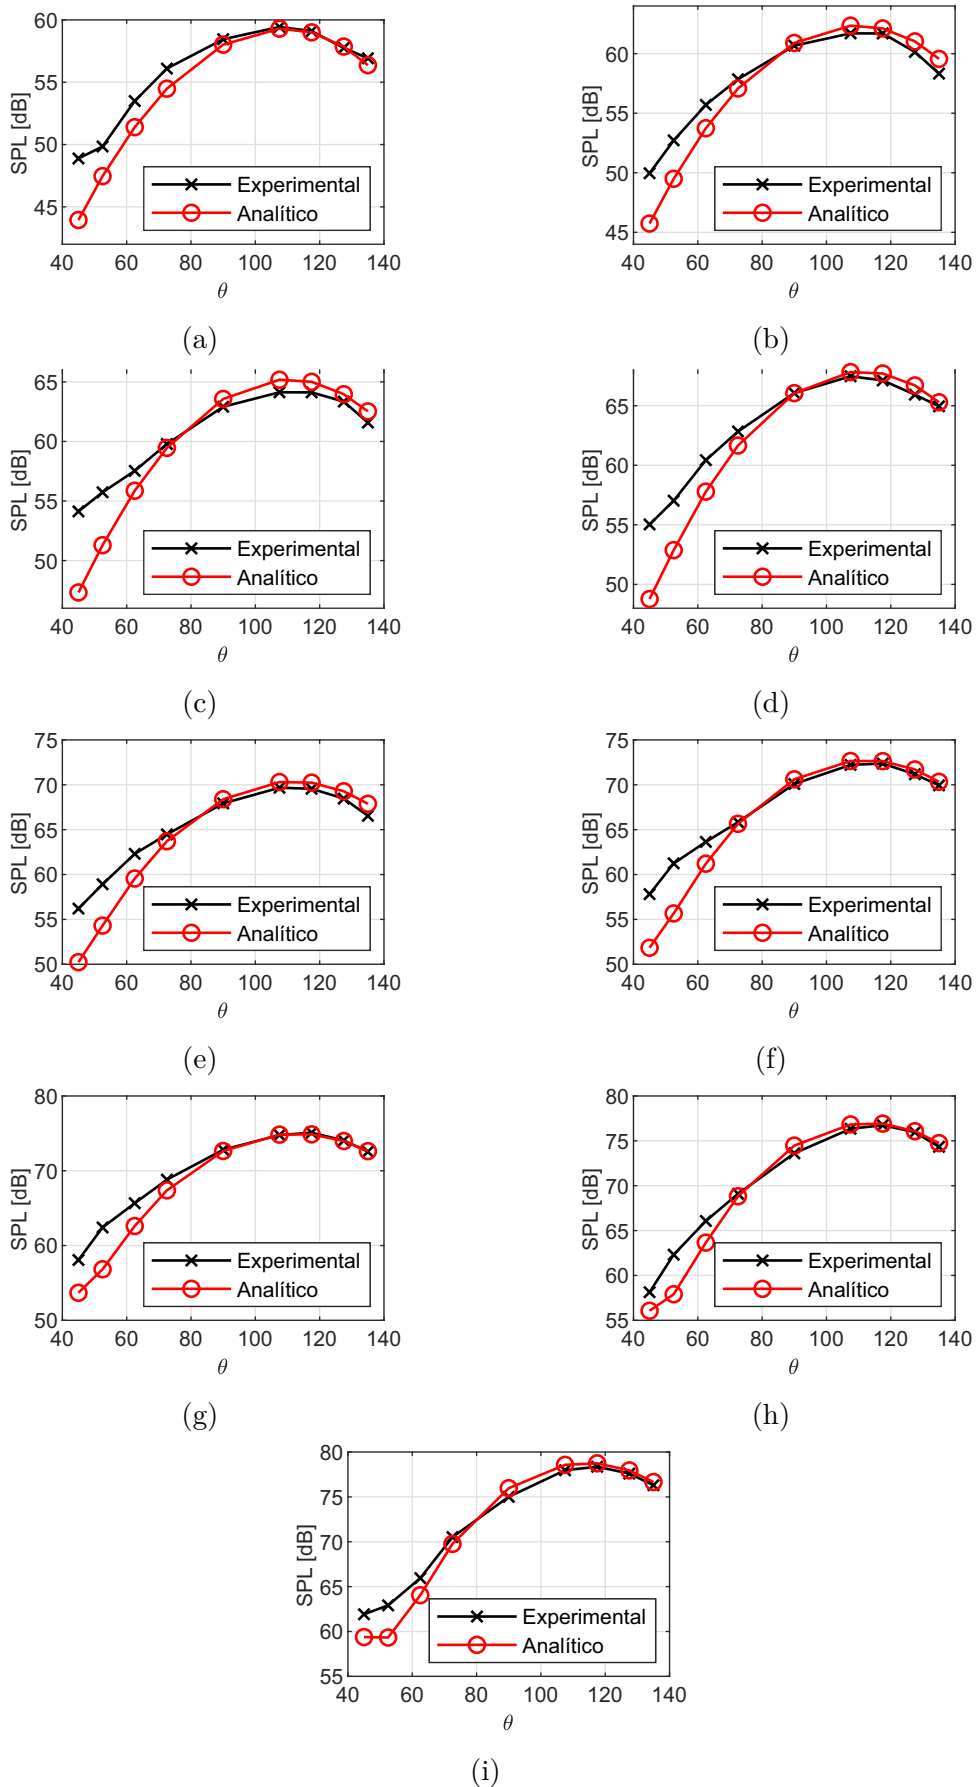 60
55
50
45
SPL [dB]
Experimental
Analítico
40 60 80 100 120 140
θ
(a)
60
55
50
45
SPL [dB]
Experimental
Analítico
40 60 80 100 120 140
θ
(b)
65
60
55
50
SPL [dB]
Experimental
Analítico
40 60 80 100 120 140
θ
(c)
65
60
55
50
SPL [dB]
Experimental
Analítico
40 60 80 100 120 140
θ
(d)
75
70
65
60
55
50
SPL [dB]
Experimental
Analítico
40 60 80 100 120 140
θ
(e)
75
70
65
60
55
50
SPL [dB]
Experimental
Analítico
40 60 80 100 120 140
θ
(f)
80
70
60
50
SPL [dB]
Experimental
Analítico
40 60 80 100 120 140
θ
(g)
80
75
70
65
60
55
SPL [dB]
Experimental
Analítico
40 60 80 100 120 140
θ
(h)
80
75
70
65
60
55
SPL [dB]
Experimental
Analítico
40 60 80 100 120 140
θ
(i)